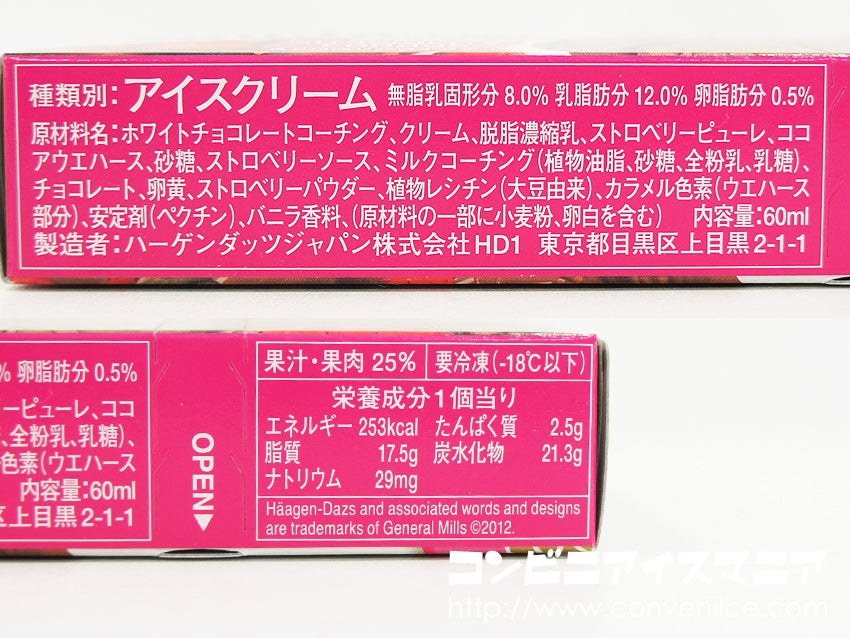 種類別：アイスクリーム 無脂乳固形分 8.0% 乳脂肪分 12.0% 卵脂肪分 0.5%
原材料名：ホワイトチョコレートコーチング、クリーム、脱脂濃縮乳、ストロベリーピューレ、ココ
アウエハース、砂糖、ストロベリーソース、ミルクコーチング（植物油脂、砂糖、全粉乳、乳糖）、
チョコレート、卵黄、ストロベリーパウダー、植物レシチン（大豆由来）、カラメル色素（ウエハース
部分）、安定剤（ペクチン）、バニラ香料、（原材料の一部に小麦粉、卵白を含む） 内容量：60ml
製造者：ハーゲンダッツジャパン株式会社HD1 東京都目黒区上目黒2-1-1
% 卵脂肪分 0.5%
ーピューレ、ココ
、全粉乳、乳糖）、
色素（ウエハース
内容量：60ml
区上目黒2-1-1
OPEN
果汁・果肉 25% 要冷凍（-18℃以下）
栄養成分1個当り
エネルギー 253kcal たんぱく質 2.5g
脂質 17.5g 炭水化物 21.3g
ナトリウム 29mg
Häagen-Dazs and associated words and designs
are trademarks of General Mills ©2012.
コンビニアイスマニア
http://www.conveniice.com